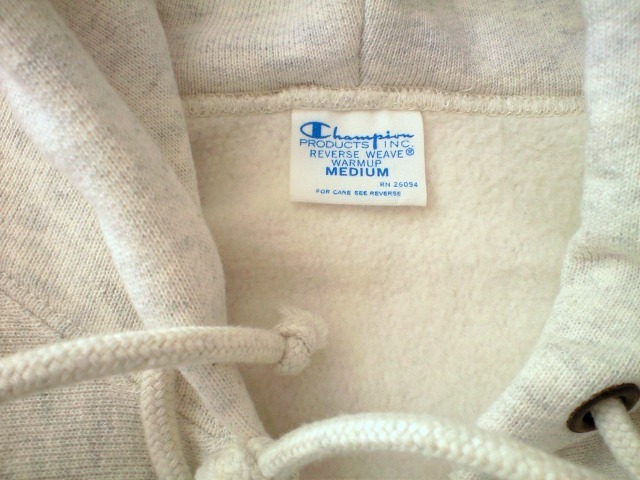 Champion
PRODUCTS INC.
REVERSE WEAVE®
WARMUP
MEDIUM
RN 26094
FOR CARE SEE REVERSE